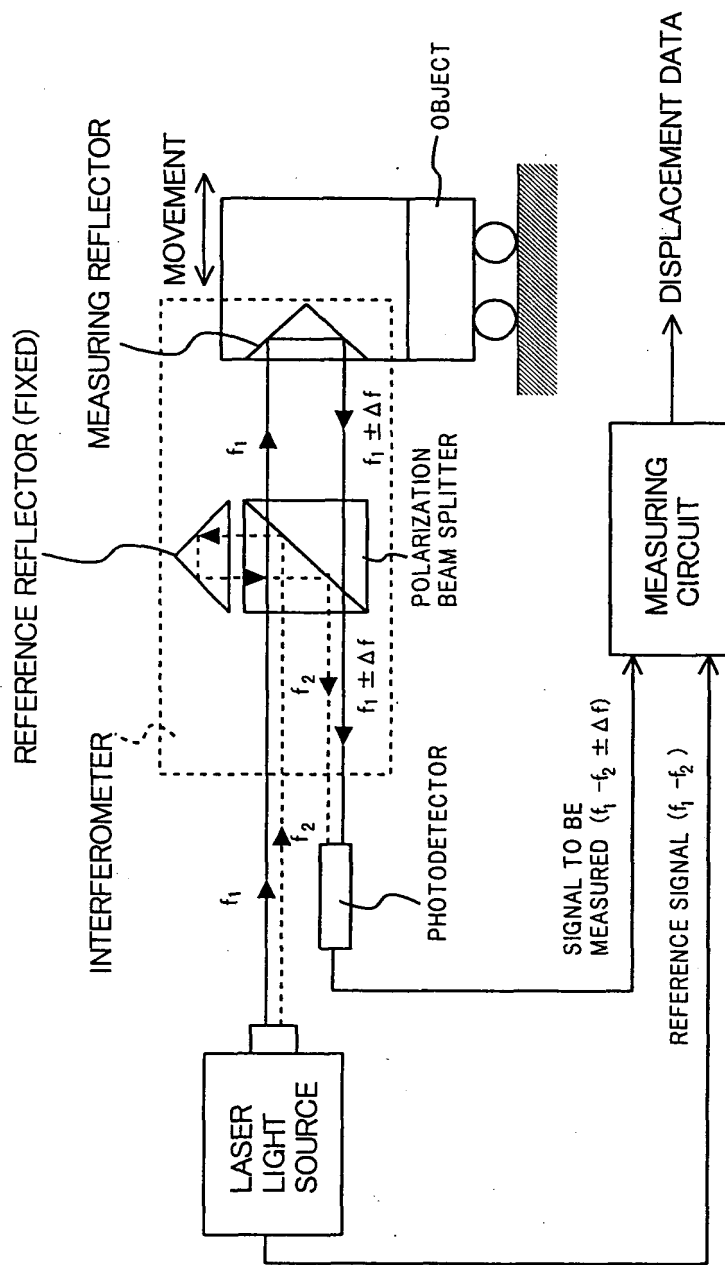 REFERENCE REFLECTOR (FIXED)
MEASURING REFLECTOR
INTERFEROMETER
MOVEMENT
f₁
f₁
f₂
f₂
f₁ ± Δf
f₁ ± Δf
OBJECT
POLARIZATION
BEAM SPLITTER
LASER
LIGHT
SOURCE
PHOTODETECTOR
SIGNAL TO BE
MEASURED (f₁ -f₂ ± Δf)
REFERENCE SIGNAL (f₁ -f₂)
MEASURING
CIRCUIT
DISPLACEMENT DATA